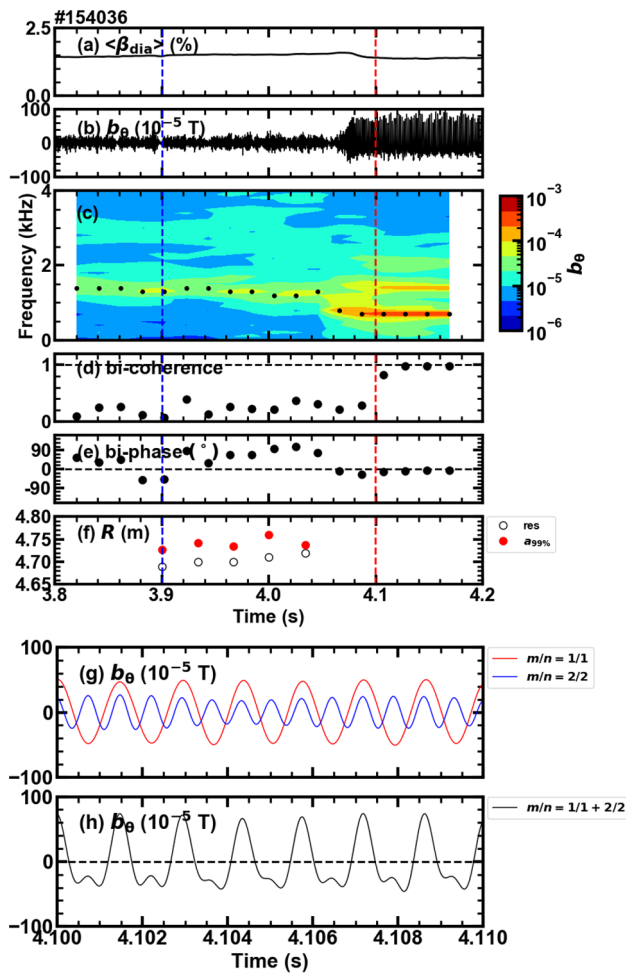 #154036
2.5
(a) <β_dia> (%)
0.0
100
(b) b_θ (10^−5 T)
0
−100
4
(c)
Frequency (kHz)
2
0
10^−3
10^−4
10^−5
10^−6
b_θ
1
(d) bi-coherence
0
90
(e) bi-phase (°)
0
-90
4.80
(f) R (m)
4.75
4.70
4.65
res
a_99%
3.8 3.9 4.0 4.1 4.2
Time (s)
100
(g) b_θ (10^−5 T)
0
−100
m/n = 1/1
m/n = 2/2
100
(h) b_θ (10^−5 T)
0
−100
m/n = 1/1 + 2/2
4.100 4.102 4.104 4.106 4.108 4.110
Time (s)